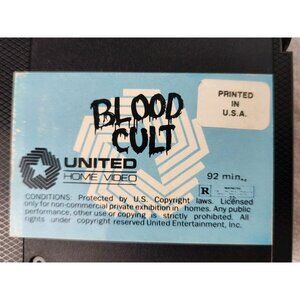 BLOOD
CULT
PRINTED
IN
U.S.A.
UNITED
HOME VIDEO
92 min.
R
CONDITIONS: Protected by U.S. Copyright laws. Licensed
only for non-commercial private exhibition in homes. Any public
performance, other use or copying is strictly prohibited. All
rights under copyright reserved United Entertainment, Inc.